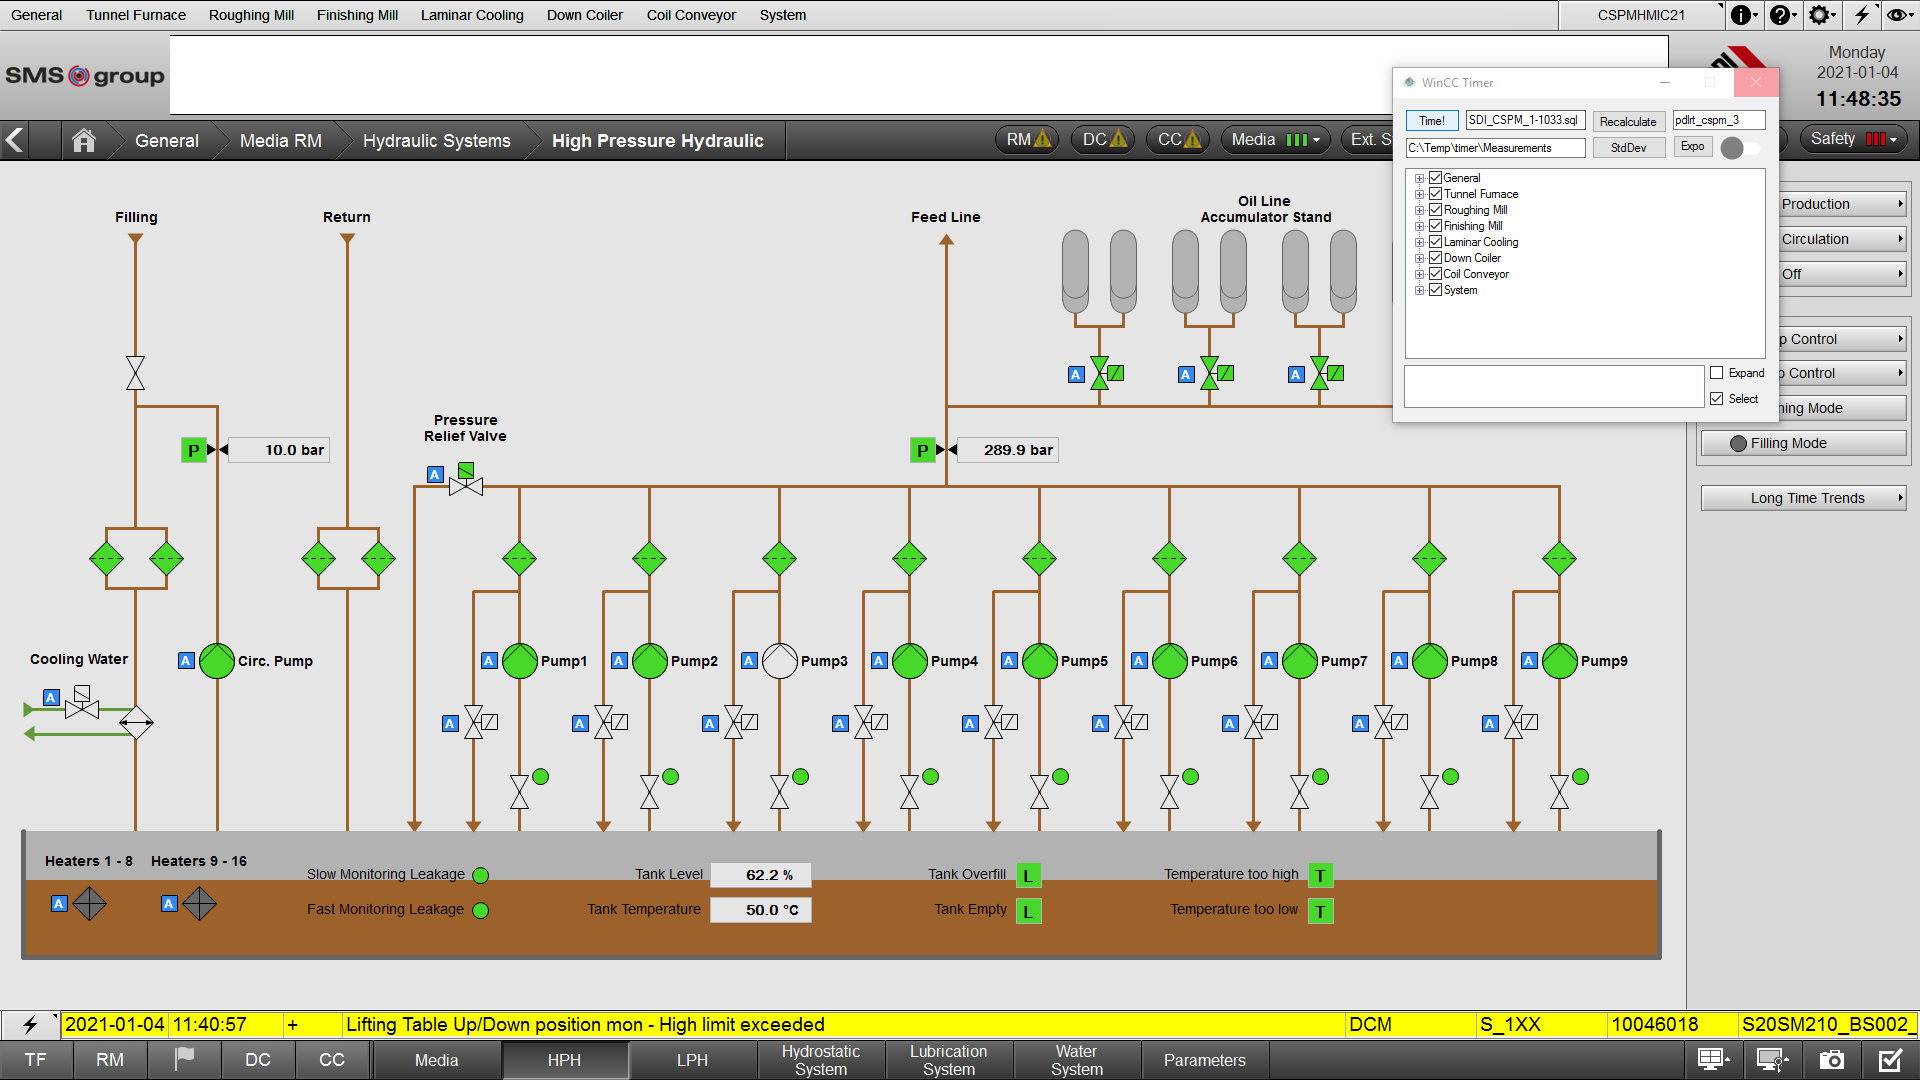 General Tunnel Furnace Roughing Mill Finishing Mill Laminar Cooling Down Coiler Coil Conveyor System CSPMHMIC21
SMS group
Monday
2021-01-04
11:48:35
General Media RM Hydraulic Systems High Pressure Hydraulic RM DC CC Media Ext. S Safety
WinCC Timer
Time! SDI_CSPM_1-1033.sql Recalculate pdlrt_cspm_3
C:\Temp\timer\Measurements StdDev Expo
General
Tunnel Furnace
Roughing Mill
Finishing Mill
Laminar Cooling
Down Coiler
Coil Conveyor
System
Expand
Select
Production
Circulation
Off
p Control
p Control
ning Mode
Filling Mode
Long Time Trends
Filling Return Feed Line
Oil Line
Accumulator Stand
A A A
Pressure
Relief Valve
P 10.0 bar
P 289.9 bar
A
Cooling Water
A
A Circ. Pump
A Pump1 A Pump2 A Pump3 A Pump4 A Pump5 A Pump6 A Pump7 A Pump8 A Pump9
A A A A A A A A A
Heaters 1 - 8 Heaters 9 - 16
A A
Slow Monitoring Leakage Tank Level 62.2 % Tank Overfill L Temperature too high T
Fast Monitoring Leakage Tank Temperature 50.0 °C Tank Empty L Temperature too low T
2021-01-04 11:40:57 + Lifting Table Up/Down position mon - High limit exceeded DCM S_1XX 10046018 S20SM210_BS002_
TF RM DC CC Media HPH LPH Hydrostatic System Lubrication System Water System Parameters